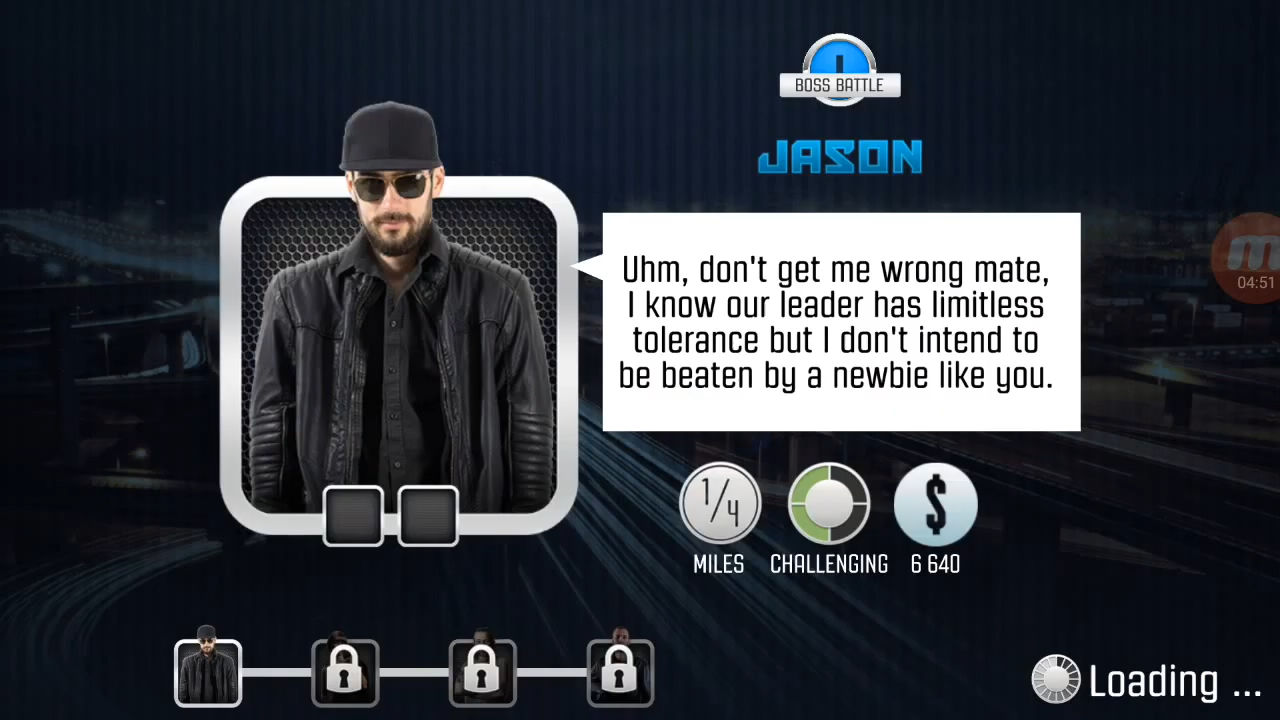 I
BOSS BATTLE
JASON
Uhm, don't get me wrong mate,
I know our leader has limitless
tolerance but I don't intend to
be beaten by a newbie like you.
1/4
$
MILES
CHALLENGING
6 640
m
04:51
Loading ...